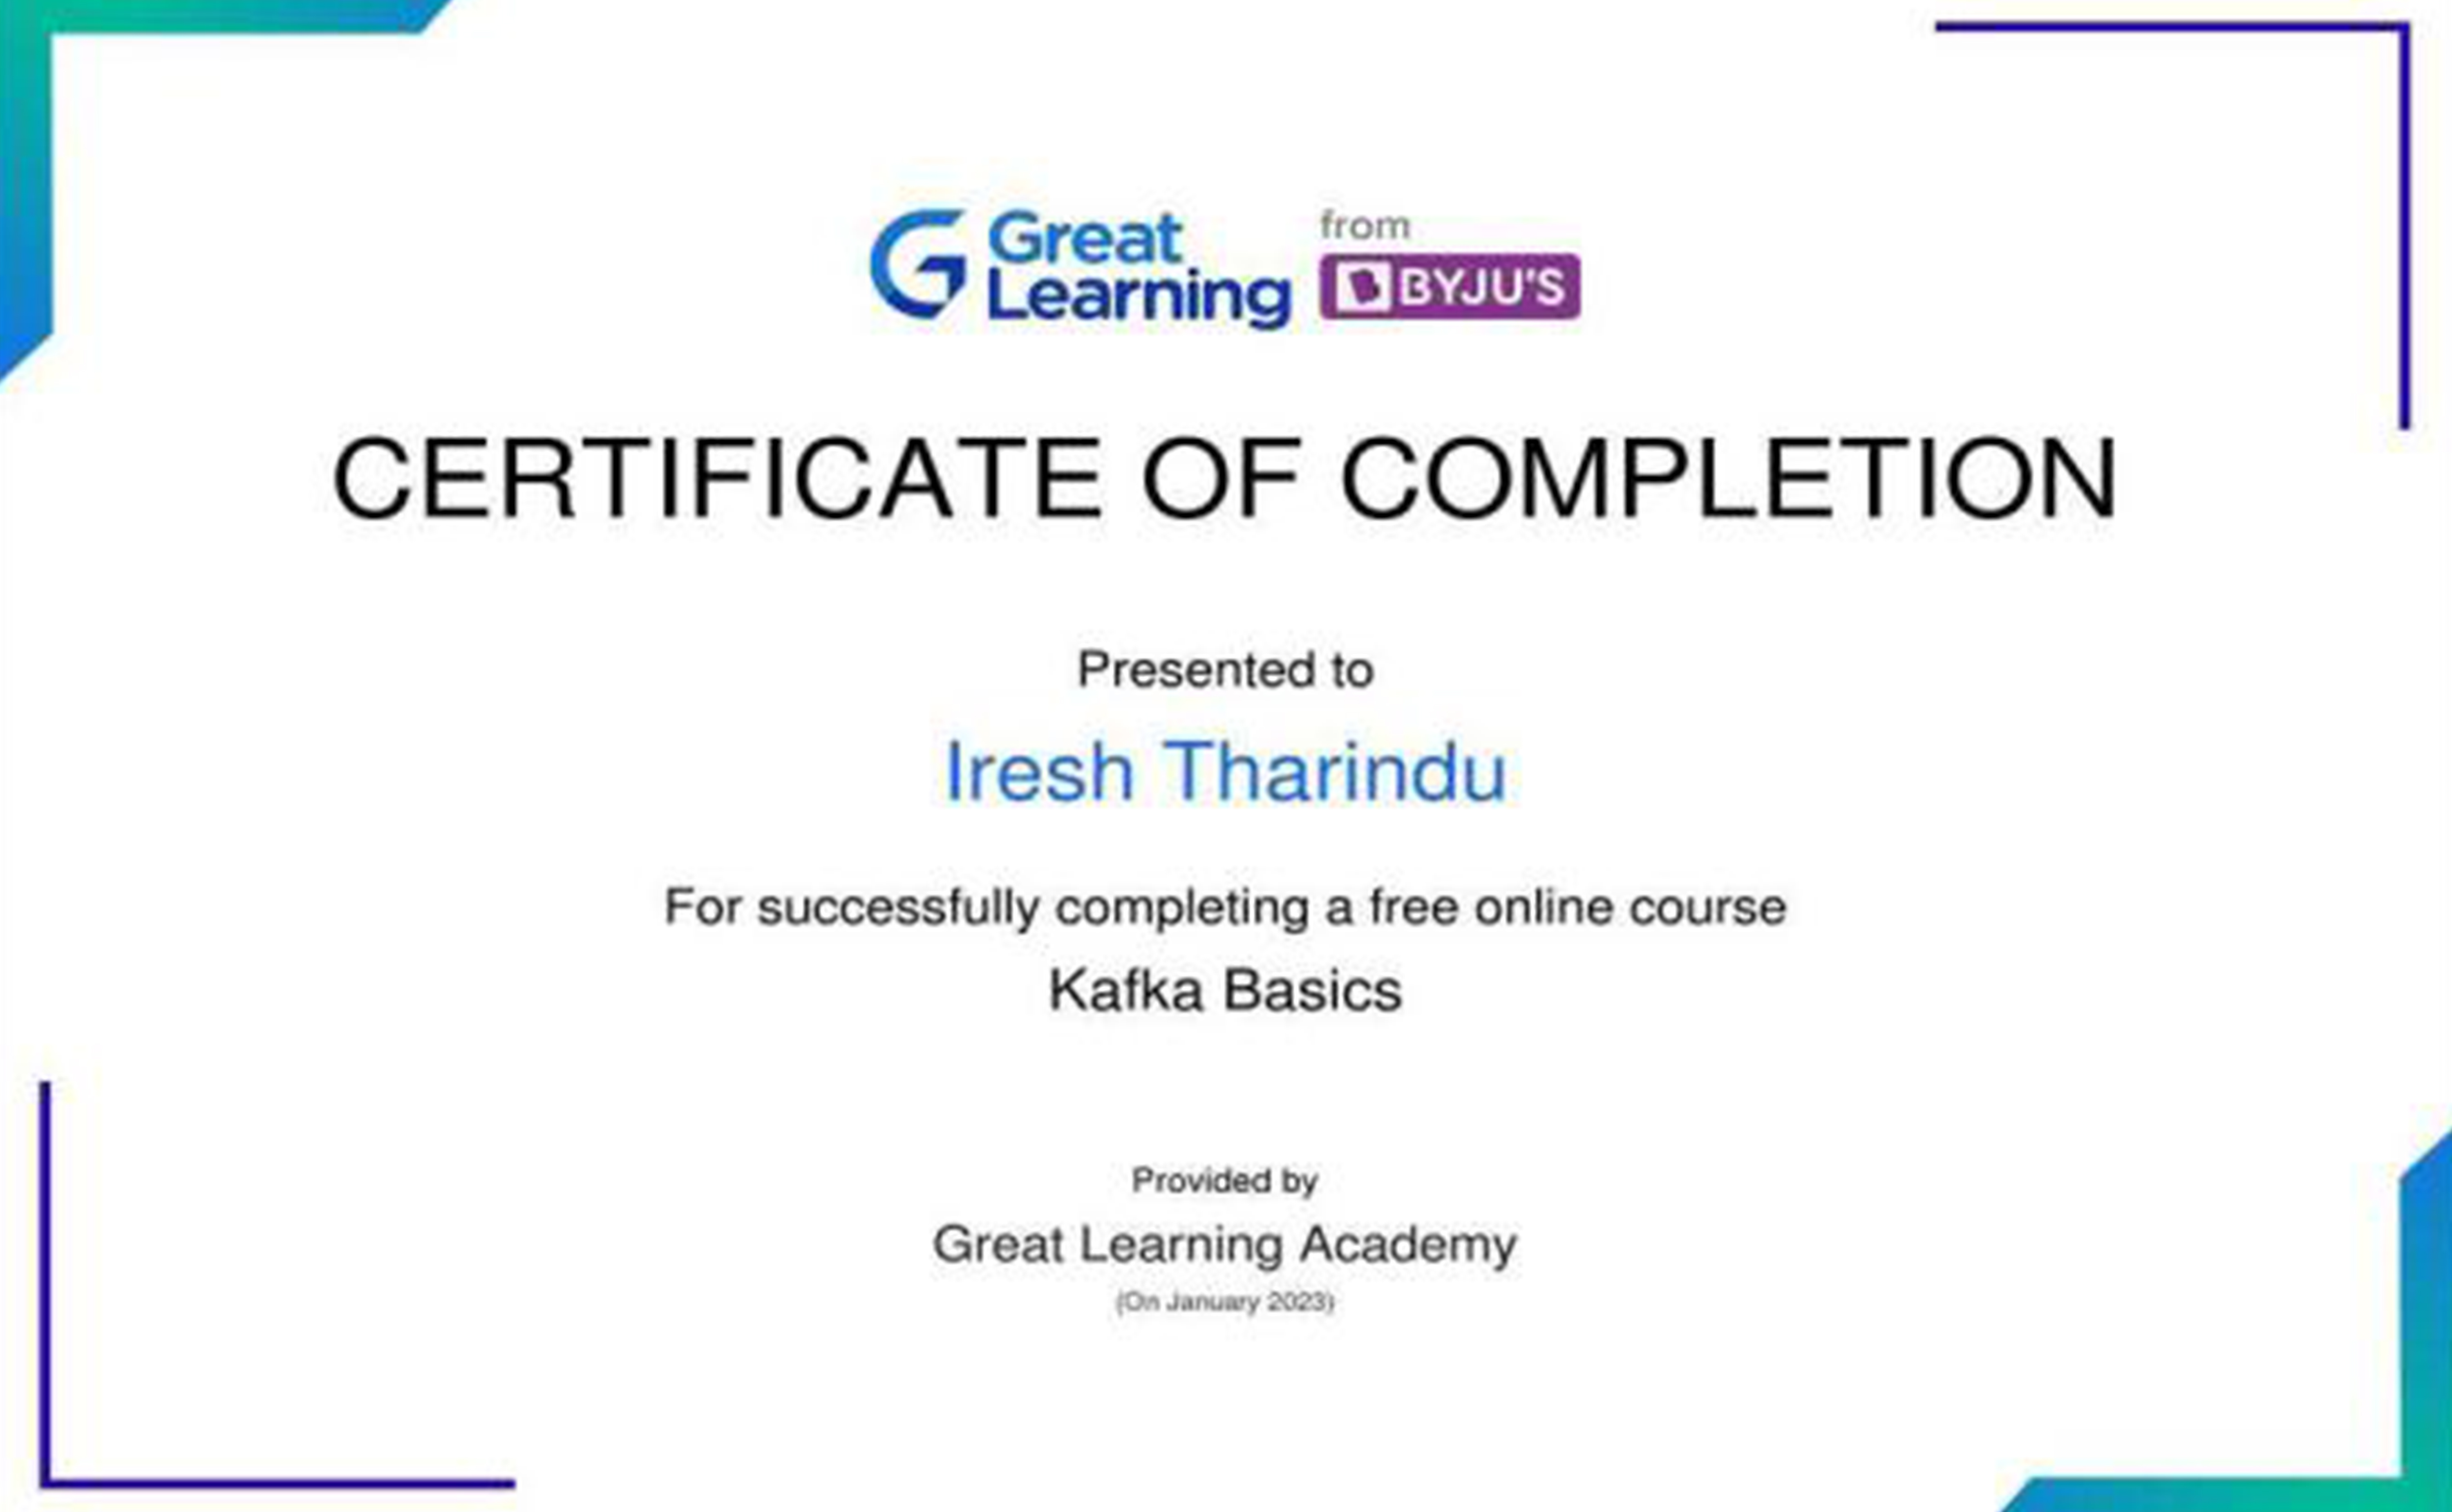 Great
Learning
from
BYJU'S
CERTIFICATE OF COMPLETION
Presented to
Iresh Tharindu
For successfully completing a free online course
Kafka Basics
Provided by
Great Learning Academy
(On January 2023)